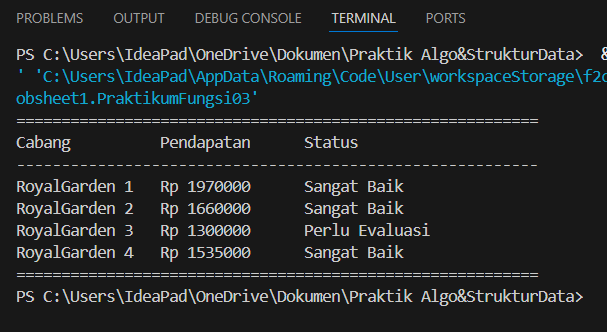 PROBLEMS OUTPUT DEBUG CONSOLE TERMINAL PORTS
PS C:\Users\IdeaPad\OneDrive\Dokumen\Praktik Algo&StrukturData> &
' 'C:\Users\IdeaPad\AppData\Roaming\Code\User\workspaceStorage\f2c
obsheet1.PraktikumFungsi03'
==========================================================
Cabang Pendapatan Status
----------------------------------------------------------
RoyalGarden 1 Rp 1970000 Sangat Baik
RoyalGarden 2 Rp 1660000 Sangat Baik
RoyalGarden 3 Rp 1300000 Perlu Evaluasi
RoyalGarden 4 Rp 1535000 Sangat Baik
==========================================================
PS C:\Users\IdeaPad\OneDrive\Dokumen\Praktik Algo&StrukturData>